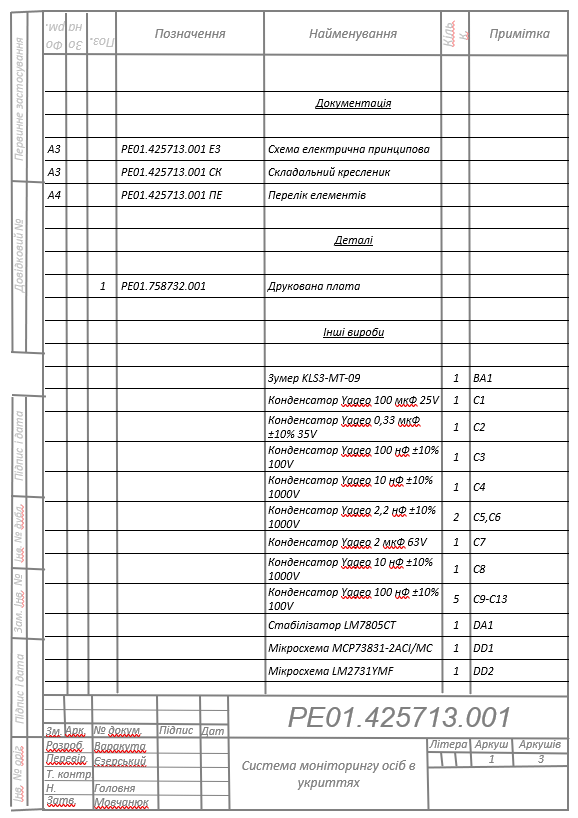 Фо
рм.
Зо
на
Поз.
Позначення
Найменування
Кіль
к.
Примітка
Документація
А3 РЕ01.425713.001 ЕЗ Схема електрична принципова
А3 РЕ01.425713.001 СК Складальний кресленик
А4 РЕ01.425713.001 ПЕ Перелік елементів
Деталі
1 РЕ01.758732.001 Друкована плата
Інші вироби
Зумер KLS3-MT-09 1 BA1
Конденсатор Yageo 100 мкФ 25V 1 C1
Конденсатор Yageo 0,33 мкФ
±10% 35V 1 C2
Конденсатор Yageo 100 нФ ±10%
100V 1 C3
Конденсатор Yageo 10 нФ ±10%
1000V 1 C4
Конденсатор Yageo 2,2 нФ ±10%
1000V 2 C5,C6
Конденсатор Yageo 2 мкФ 63V 1 C7
Конденсатор Yageo 10 нФ ±10%
1000V 1 C8
Конденсатор Yageo 100 нФ ±10%
100V 5 C9-C13
Стабілізатор LM7805CT 1 DA1
Мікросхема MCP73831-2ACI/MC 1 DD1
Мікросхема LM2731YMF 1 DD2
Первинне застосування
Довідковий №
Підпис і дата
Інв. № дубл.
Зам. Інв. №
Підпис і дата
Інв. № оріг.
РЕ01.425713.001
Зм. Арк. № докум. Підпис Дат
Розроб. Варакута
Перевір. Єзерський
Т. контр.
Н. Головня
Затв. Мовчанюк
Система моніторингу осіб в
укриттях
Літера Аркуш Аркушів
1 3